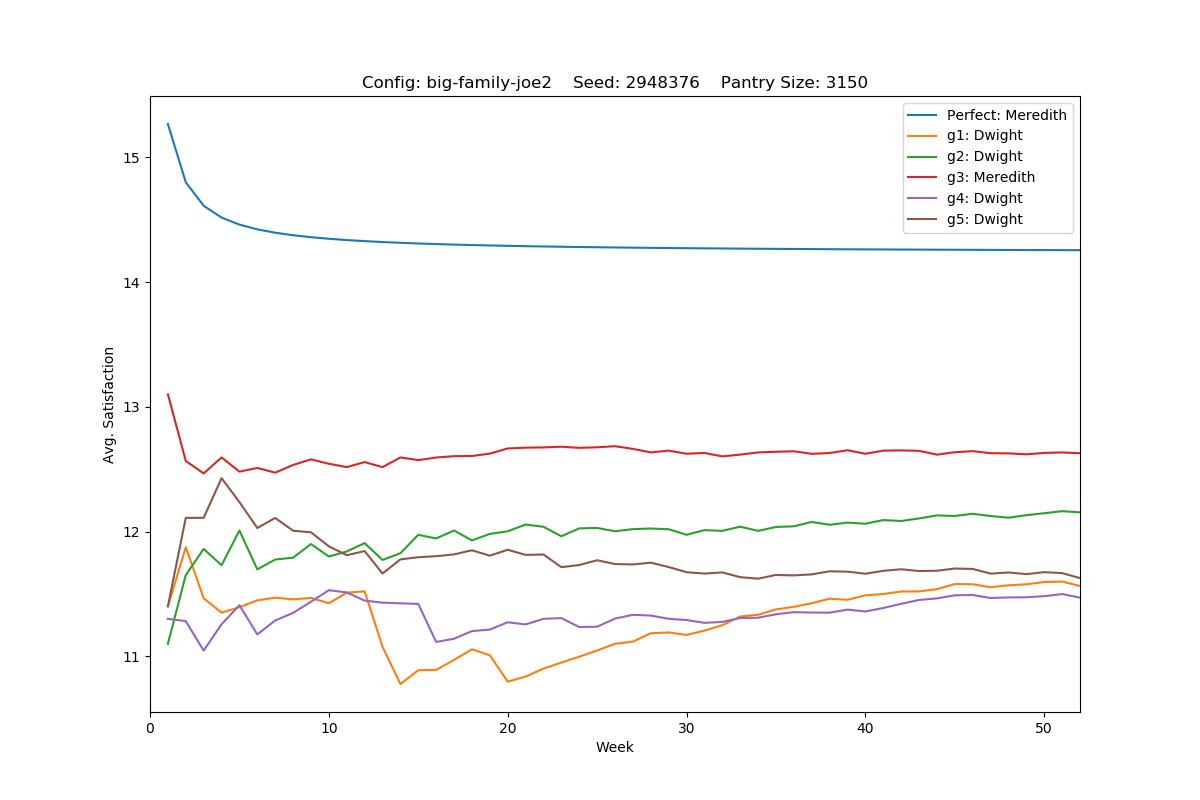 Config: big-family-joe2    Seed: 2948376    Pantry Size: 3150
Perfect: Meredith
g1: Dwight
g2: Dwight
g3: Meredith
g4: Dwight
g5: Dwight
15
14
13
12
11
Avg. Satisfaction
0 10 20 30 40 50
Week